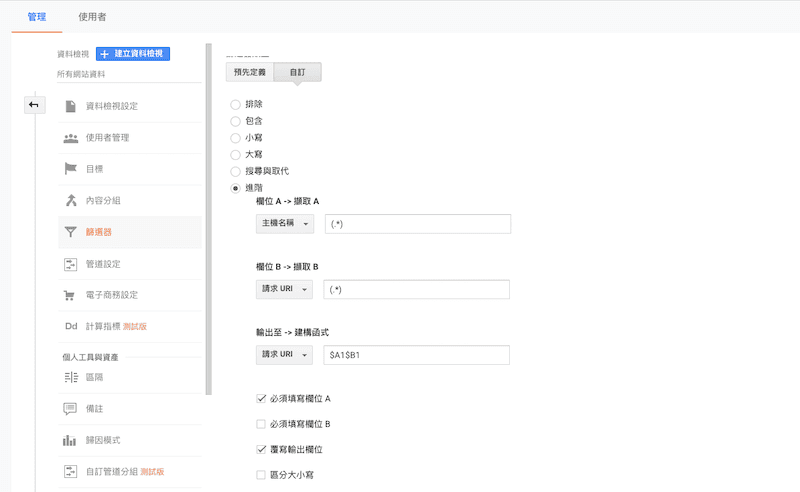 管理 使用者
資料檢視 + 建立資料檢視
所有網站資料
資料檢視設定
使用者管理
目標
內容分組
篩選器
管道設定
電子商務設定
Dd 計算指標 測試版
個人工具與資產
區隔
備註
歸因模式
自訂管道分組 測試版
預先定義 自訂
排除
包含
小寫
大寫
搜尋與取代
進階
欄位 A -> 擷取 A
主機名稱 (.*)
欄位 B -> 擷取 B
請求 URI (.*)
輸出至 -> 建構函式
請求 URI $A1$B1
必須填寫欄位 A
必須填寫欄位 B
覆寫輸出欄位
區分大小寫